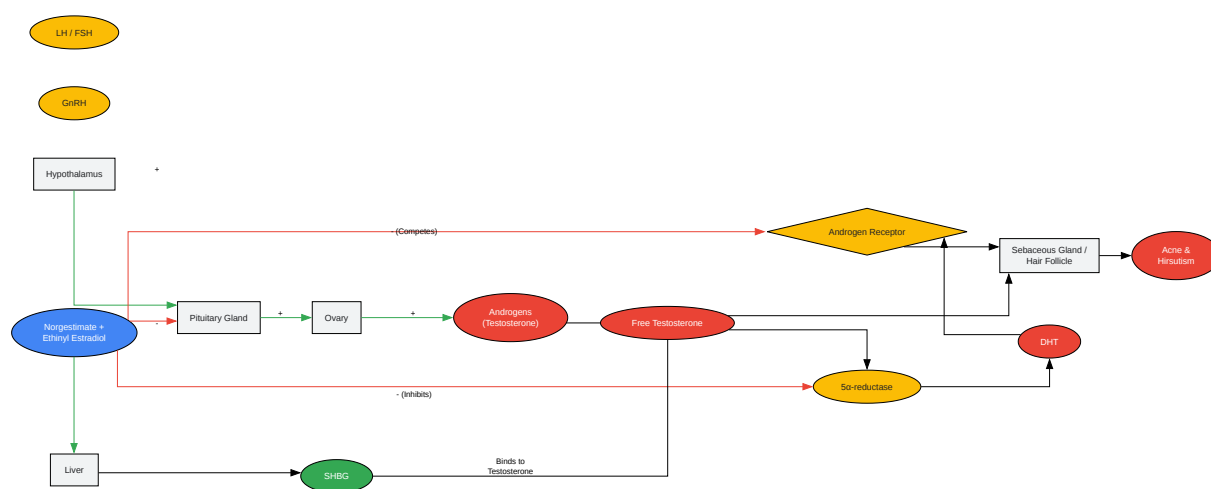 LH / FSH
GnRH
Hypothalamus
+
- (Competes)
Androgen Receptor
Sebaceous Gland /
Hair Follicle
Acne &
Hirsutism
Norgestimate +
Ethinyl Estradiol
-
Pituitary Gland
+
Ovary
+
Androgens
(Testosterone)
Free Testosterone
DHT
- (Inhibits)
5α-reductase
Liver
SHBG
Binds to
Testosterone